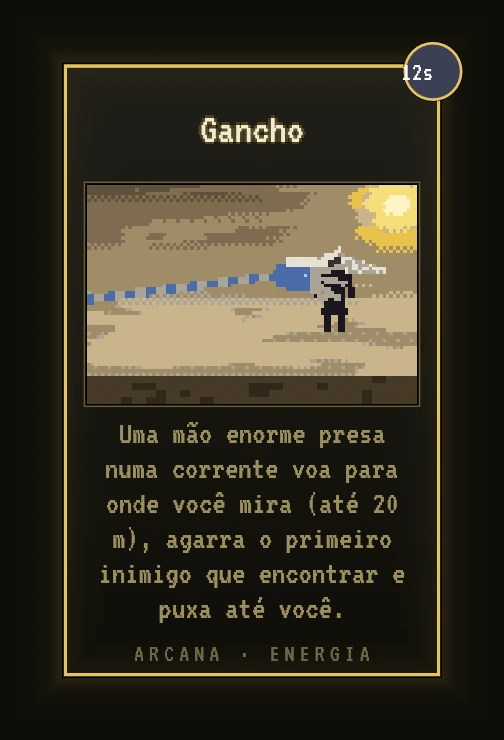 12s
Gancho
Uma mão enorme presa
numa corrente voa para
onde você mira (até 20
m), agarra o primeiro
inimigo que encontrar e
puxa até você.
ARCANA · ENERGIA